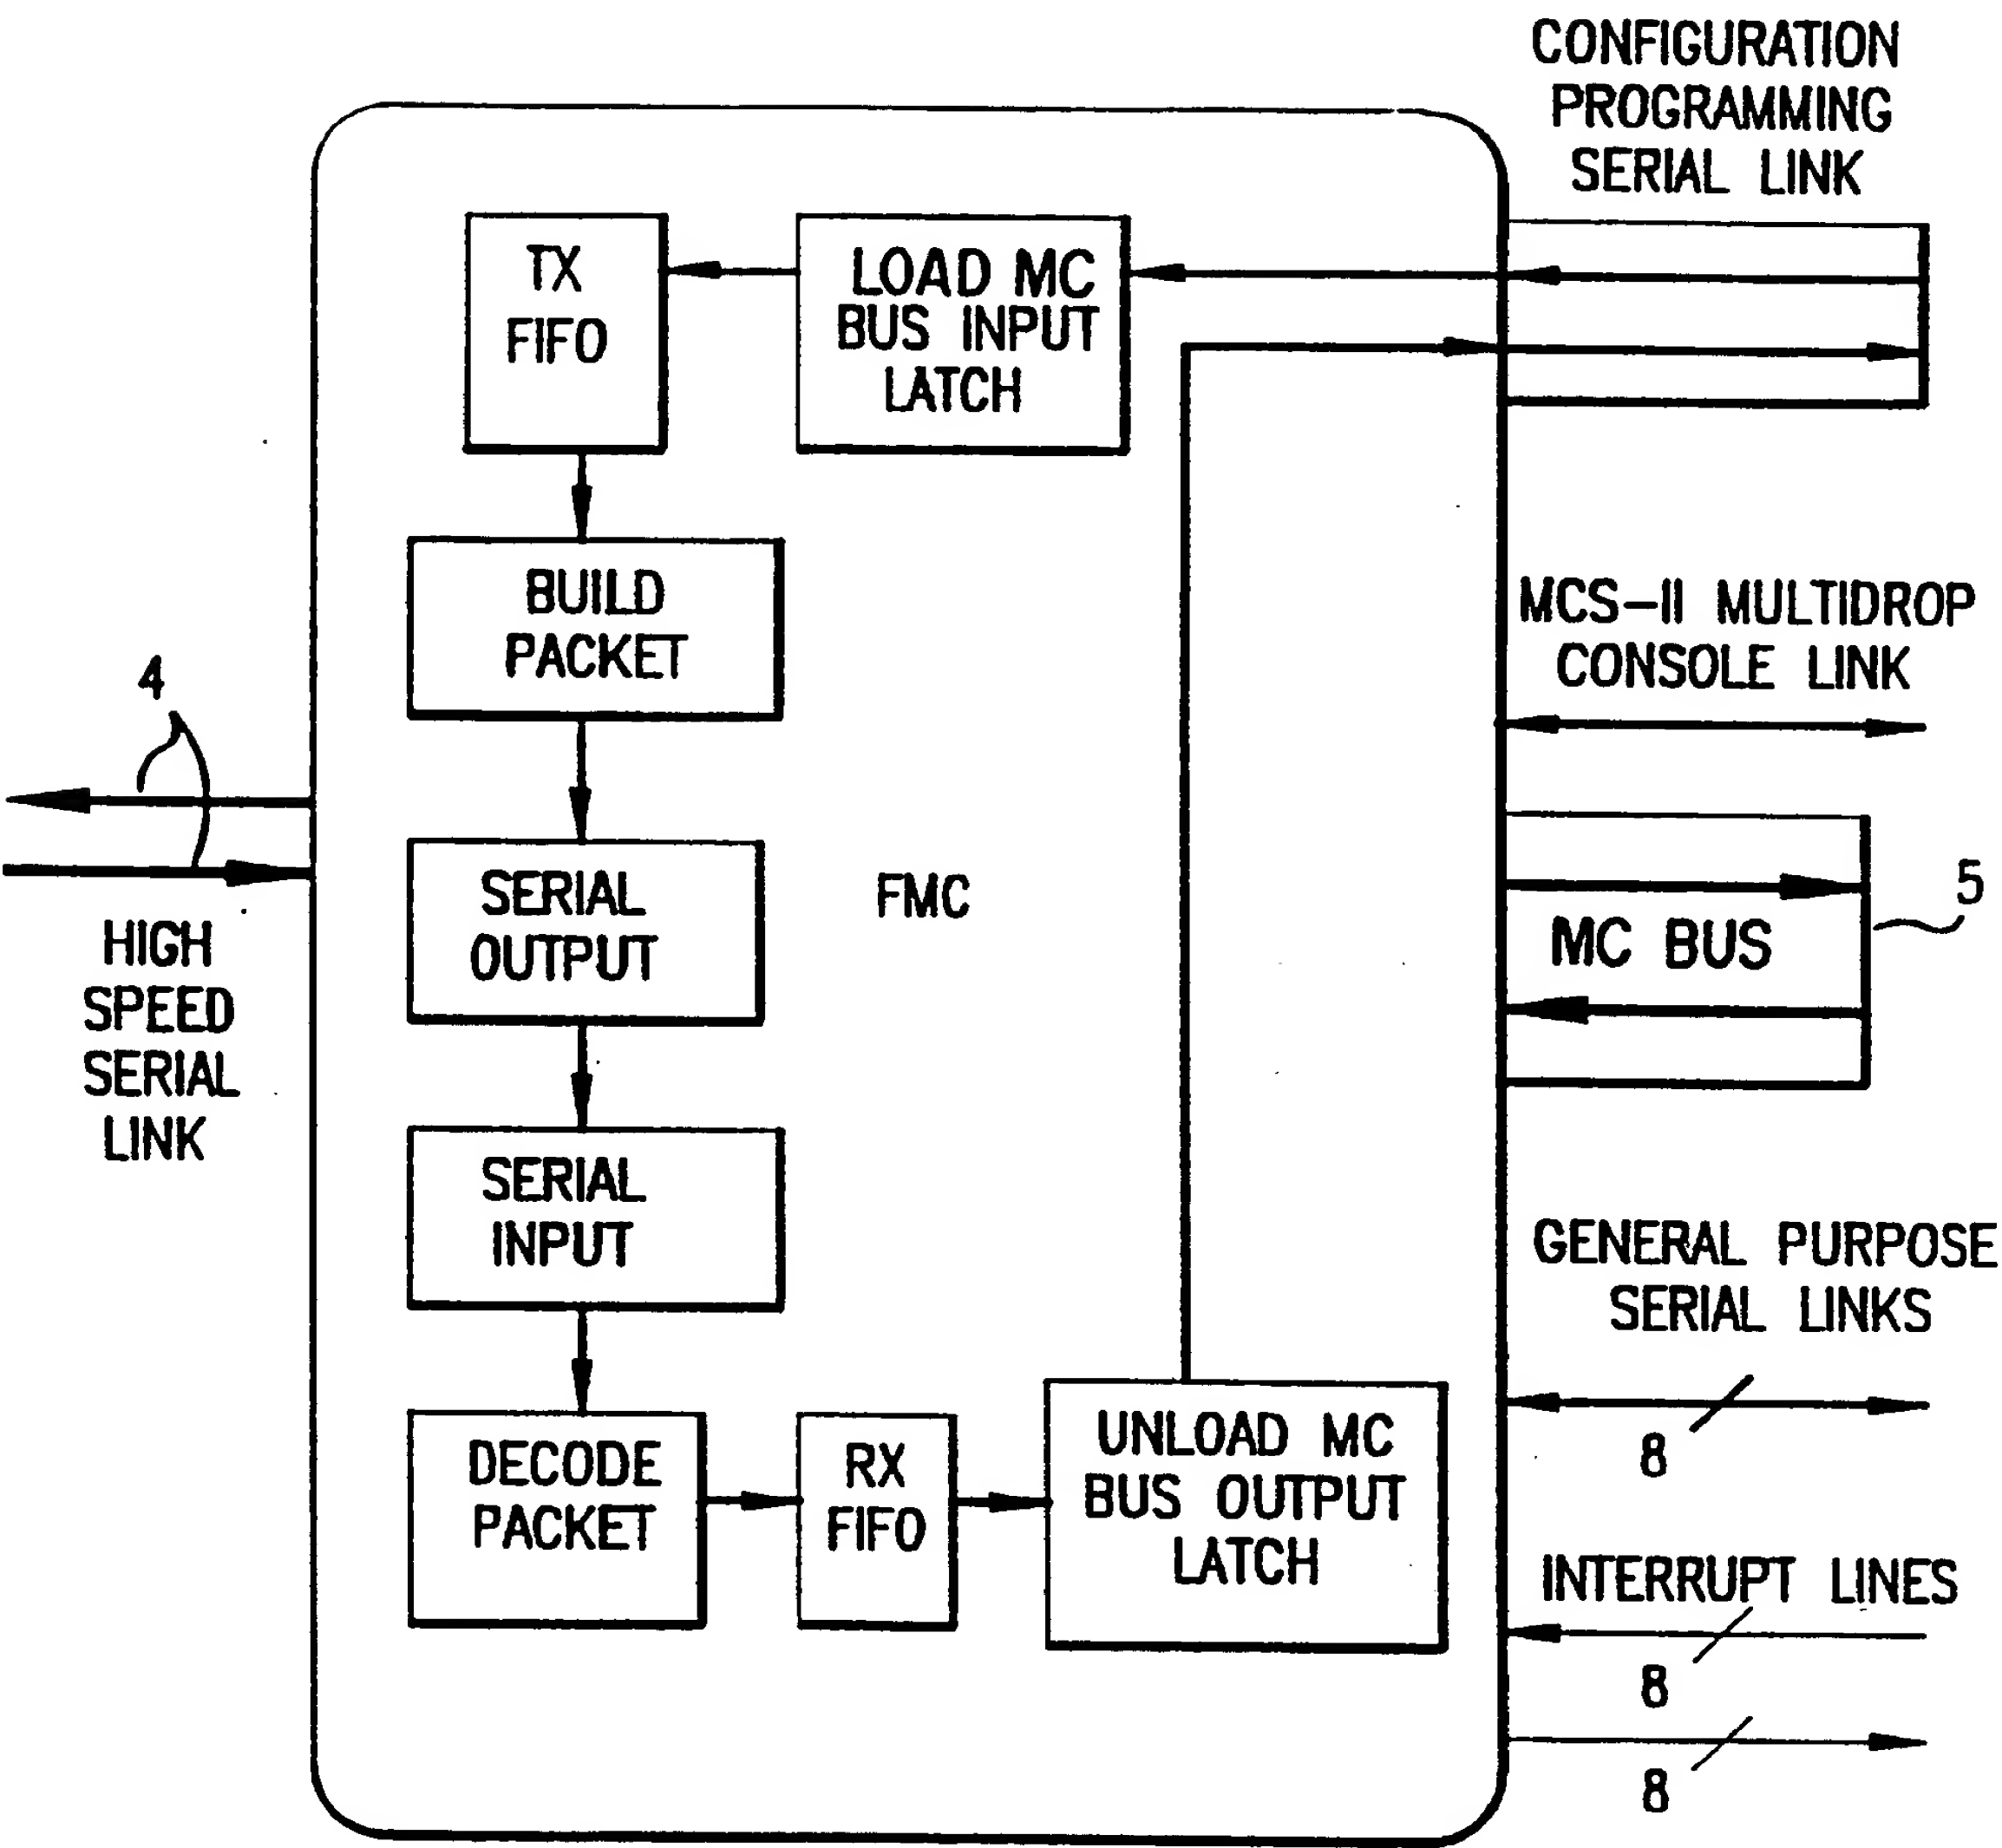 CONFIGURATION
PROGRAMMING
SERIAL LINK
TX
FIFO
LOAD MC
BUS INPUT
LATCH
BUILD
PACKET
MCS-II MULTIDROP
CONSOLE LINK
4
SERIAL
OUTPUT
FMC
5
MC BUS
HIGH
SPEED
SERIAL
LINK
SERIAL
INPUT
GENERAL PURPOSE
SERIAL LINKS
8
DECODE
PACKET
RX
FIFO
UNLOAD MC
BUS OUTPUT
LATCH
INTERRUPT LINES
8
8